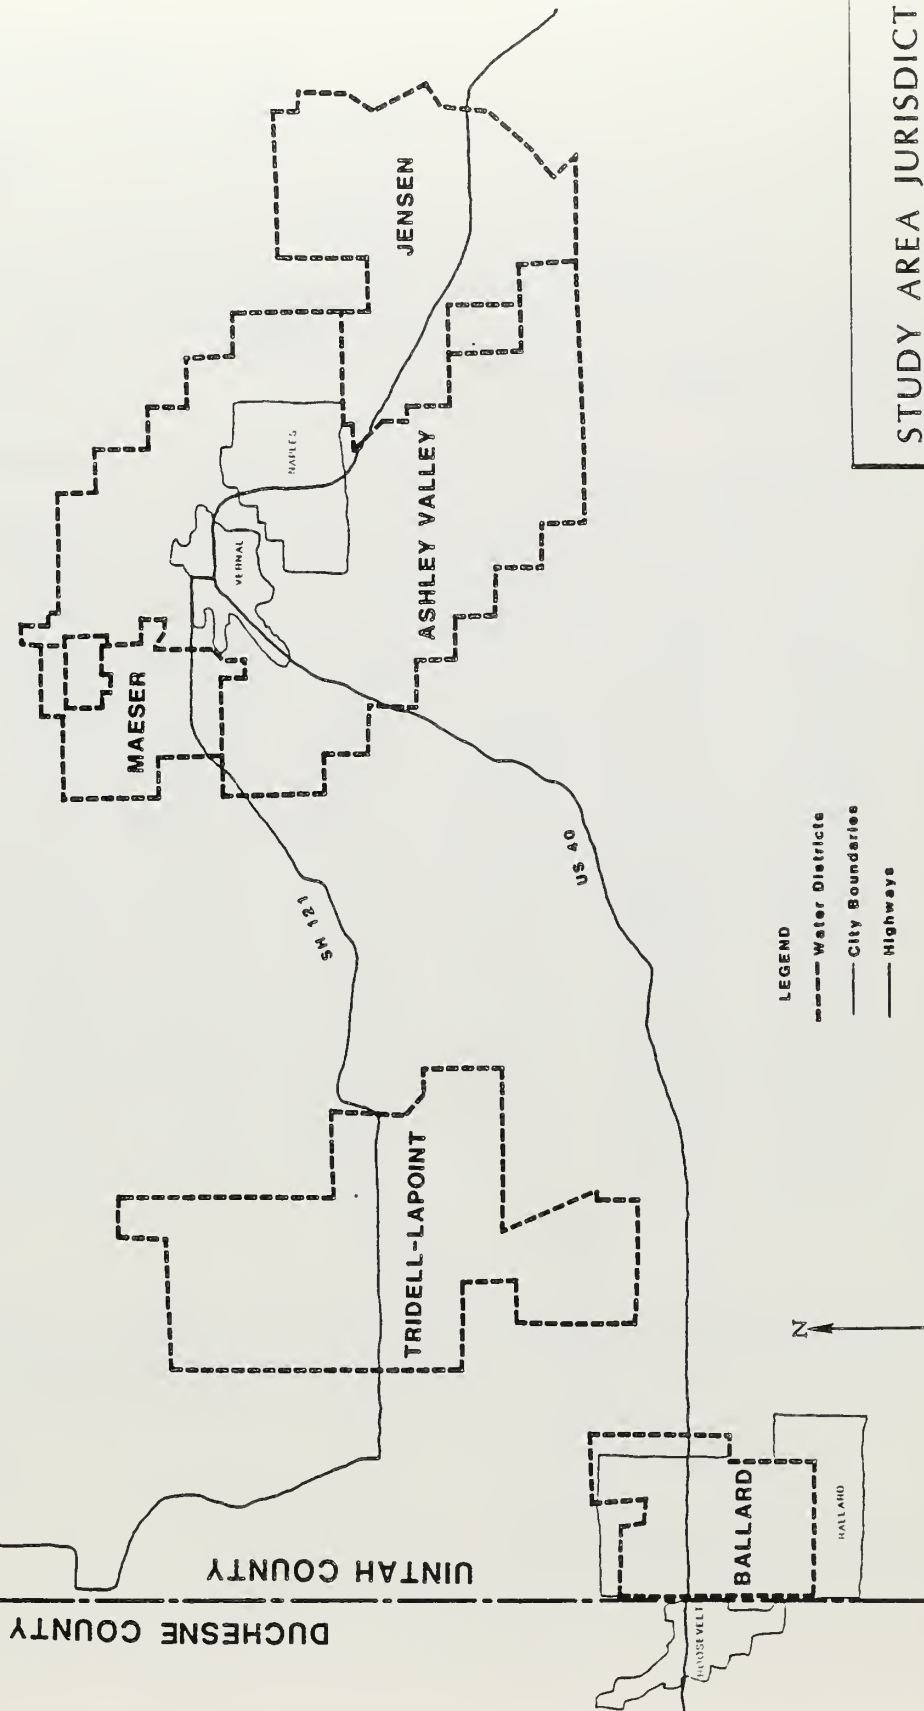 STUDY AREA JURISDICT
JENSEN
NAPLES
VERNAL
ASHLEY VALLEY
MAESER
SH 121
US 40
TRIDELL-LAPOINT
LEGEND
Water Districts
City Boundaries
Highways
N
BALLARD
BALLARD
ROOSEVELT
UINTAH COUNTY
DUCHESNE COUNTY